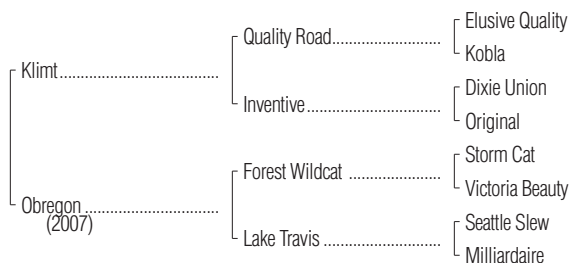 Elusive Quality
Quality Road
Kobla
Klimt
Dixie Union
Inventive
Original
Storm Cat
Forest Wildcat
Victoria Beauty
Obregon
(2007)
Seattle Slew
Lake Travis
Milliardaire